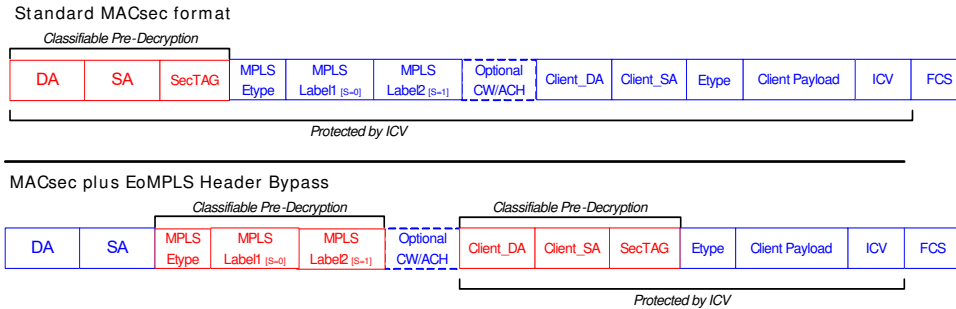 Standard MACsec format
Classifiable Pre-Decryption
DA SA SecTAG MPLS Etype MPLS Label1 [S=0] MPLS Label2 [S=1] Optional CW/ACH Client_DA Client_SA Etype Client Payload ICV FCS
Protected by ICV
MACsec plus EoMPLS Header Bypass
Classifiable Pre-Decryption Classifiable Pre-Decryption
DA SA MPLS Etype MPLS Label1 [S=0] MPLS Label2 [S=1] Optional CW/ACH Client_DA Client_SA SecTAG Etype Client Payload ICV FCS
Protected by ICV